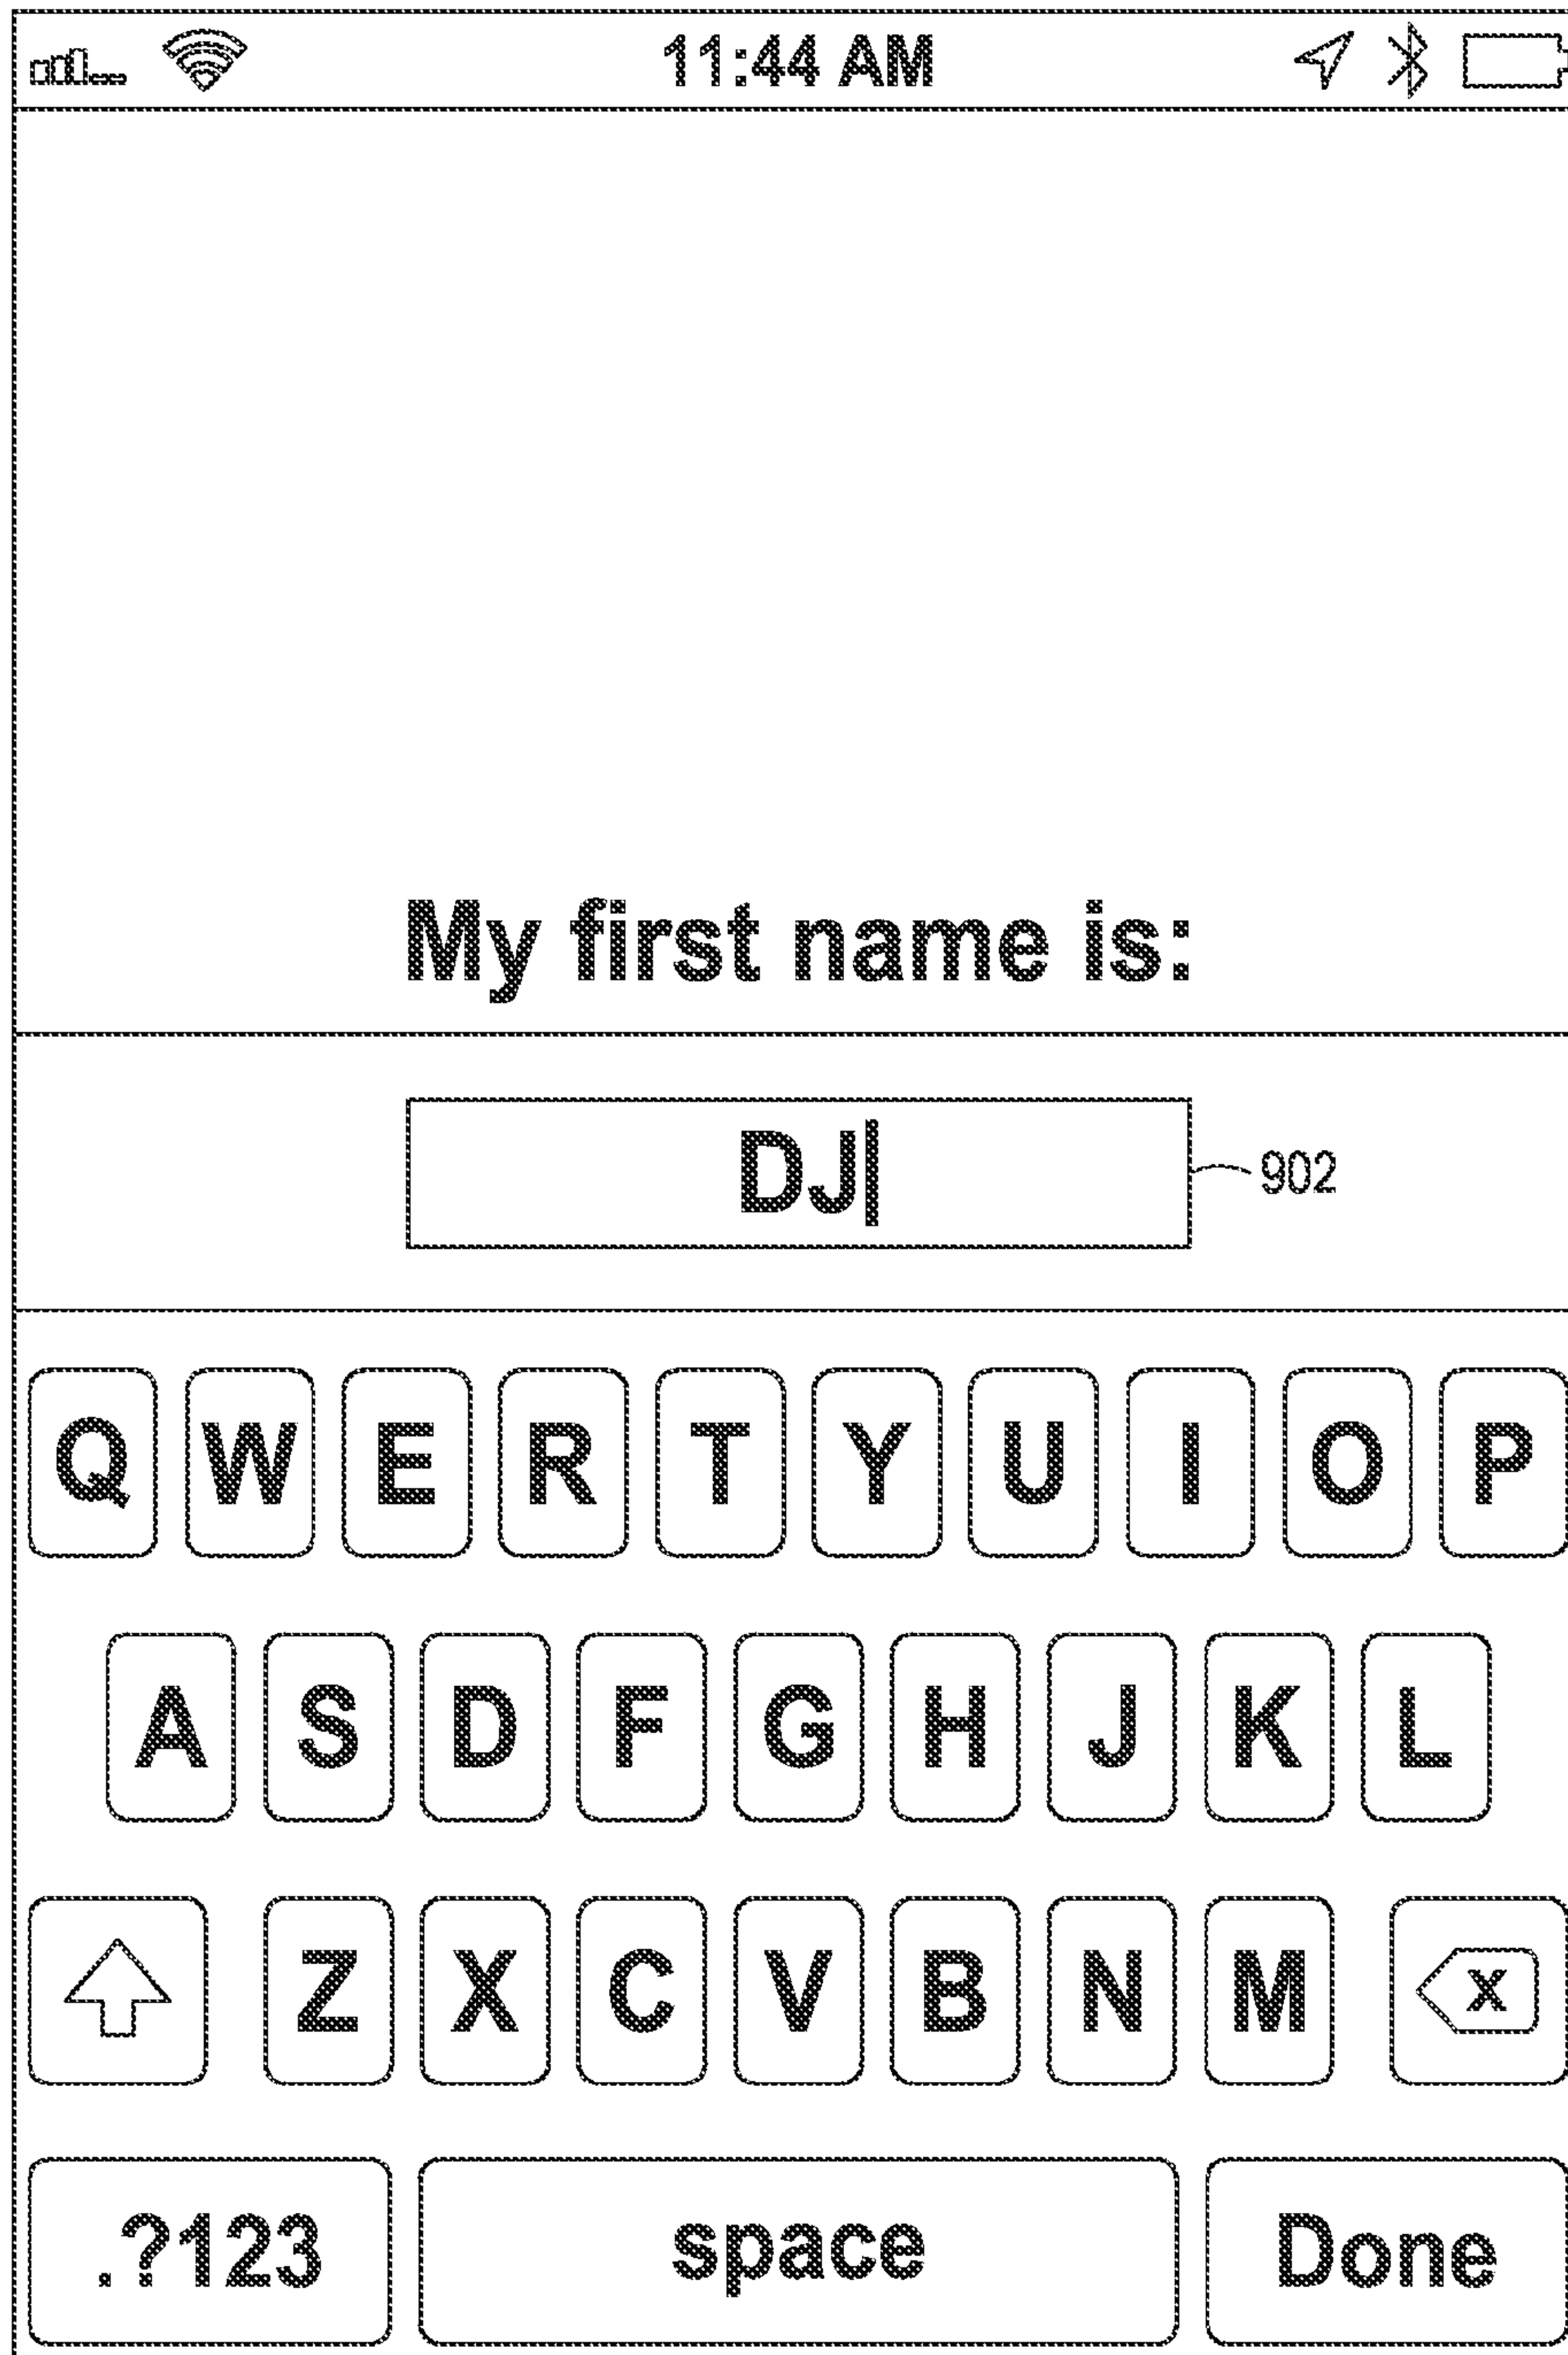 11:44 AM
My first name is:
DJ
902
Q W E R T Y U I O P
A S D F G H J K L
Z X C V B N M X
.?123 space Done